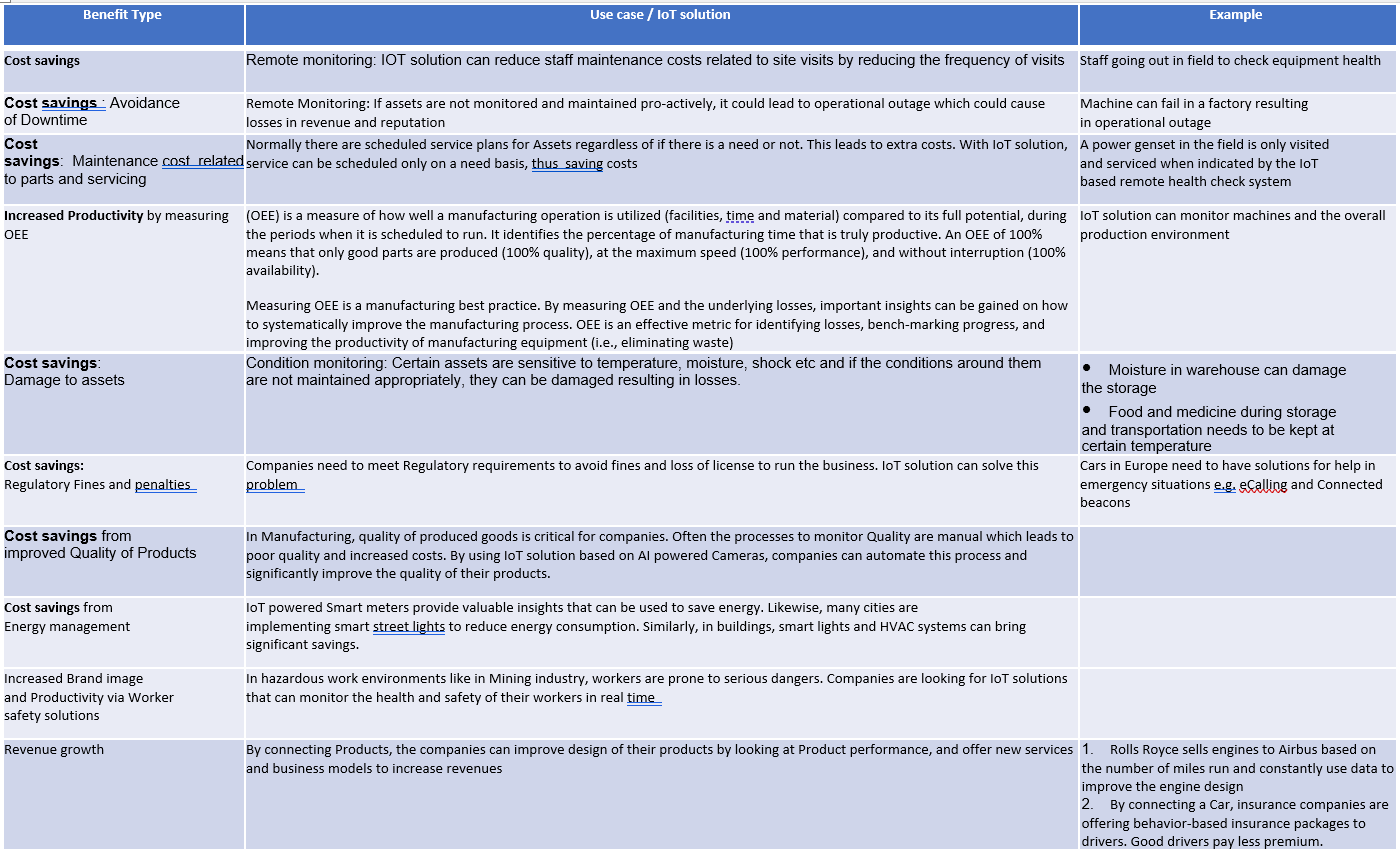 Benefit Type
Use case / IoT solution
Example
Cost savings
Remote monitoring: IOT solution can reduce staff maintenance costs related to site visits by reducing the frequency of visits
Staff going out in field to check equipment health
Cost savings : Avoidance
of Downtime
Remote Monitoring: If assets are not monitored and maintained pro-actively, it could lead to operational outage which could cause
losses in revenue and reputation
Machine can fail in a factory resulting
in operational outage
Cost
savings:  Maintenance cost  related
to parts and servicing
Normally there are scheduled service plans for Assets regardless of if there is a need or not. This leads to extra costs. With IoT solution,
service can be scheduled only on a need basis, thus  saving costs
A power genset in the field is only visited
and serviced when indicated by the IoT
based remote health check system
Increased Productivity by measuring
OEE
(OEE) is a measure of how well a manufacturing operation is utilized (facilities, time and material) compared to its full potential, during
the periods when it is scheduled to run. It identifies the percentage of manufacturing time that is truly productive. An OEE of 100%
means that only good parts are produced (100% quality), at the maximum speed (100% performance), and without interruption (100%
availability).
Measuring OEE is a manufacturing best practice. By measuring OEE and the underlying losses, important insights can be gained on how
to systematically improve the manufacturing process. OEE is an effective metric for identifying losses, bench-marking progress, and
improving the productivity of manufacturing equipment (i.e., eliminating waste)
IoT solution can monitor machines and the overall
production environment
Cost savings:
Damage to assets
Condition monitoring: Certain assets are sensitive to temperature, moisture, shock etc and if the conditions around them
are not maintained appropriately, they can be damaged resulting in losses.
● Moisture in warehouse can damage
the storage
● Food and medicine during storage
and transportation needs to be kept at
certain temperature
Cost savings:
Regulatory Fines and penalties
Companies need to meet Regulatory requirements to avoid fines and loss of license to run the business. IoT solution can solve this
problem
Cars in Europe need to have solutions for help in
emergency situations e.g. eCalling and Connected
beacons
Cost savings from
improved Quality of Products
In Manufacturing, quality of produced goods is critical for companies. Often the processes to monitor Quality are manual which leads to
poor quality and increased costs. By using IoT solution based on AI powered Cameras, companies can automate this process and
significantly improve the quality of their products.
Cost savings from
Energy management
IoT powered Smart meters provide valuable insights that can be used to save energy. Likewise, many cities are
implementing smart street lights to reduce energy consumption. Similarly, in buildings, smart lights and HVAC systems can bring
significant savings.
Increased Brand image
and Productivity via Worker
safety solutions
In hazardous work environments like in Mining industry, workers are prone to serious dangers. Companies are looking for IoT solutions
that can monitor the health and safety of their workers in real time
Revenue growth
By connecting Products, the companies can improve design of their products by looking at Product performance, and offer new services
and business models to increase revenues
1. Rolls Royce sells engines to Airbus based on
the number of miles run and constantly use data to
improve the engine design
2. By connecting a Car, insurance companies are
offering behavior-based insurance packages to
drivers. Good drivers pay less premium.